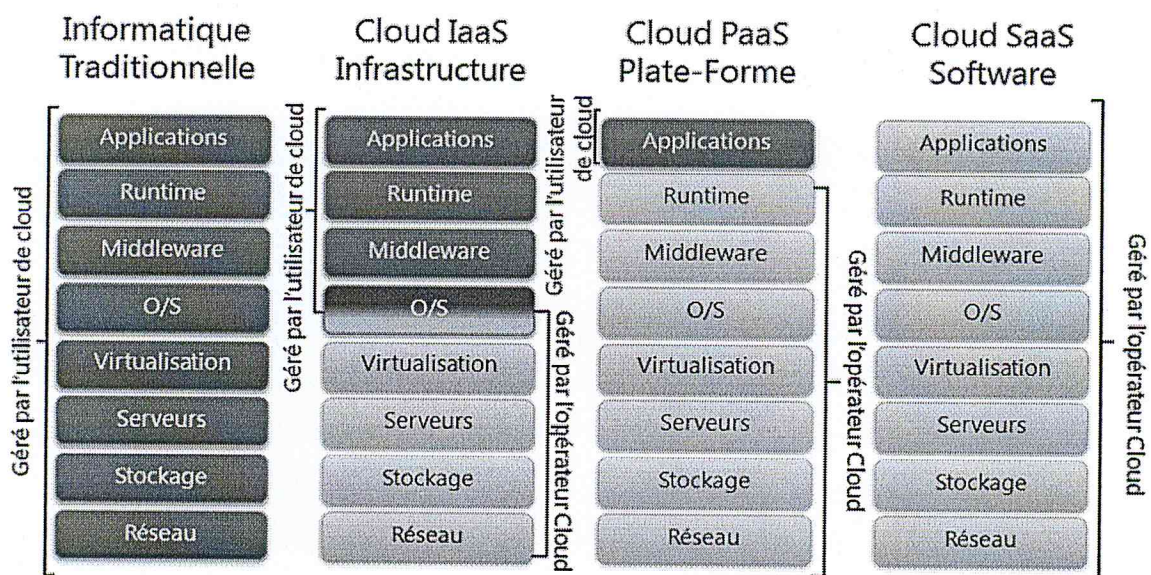 Informatique
Traditionnelle
Géré par l'utilisateur de cloud
Applications
Runtime
Middleware
O/S
Virtualisation
Serveurs
Stockage
Réseau
Cloud IaaS
Infrastructure
Géré par l'utilisateur de cloud
Applications
Runtime
Middleware
O/S
Virtualisation
Serveurs
Stockage
Réseau
Géré par l'opérateur Cloud
Cloud PaaS
Plate-Forme
Géré par l'utilisateur
de cloud
Applications
Runtime
Middleware
O/S
Virtualisation
Serveurs
Stockage
Réseau
Géré par l'opérateur Cloud
Cloud SaaS
Software
Applications
Runtime
Middleware
O/S
Virtualisation
Serveurs
Stockage
Réseau
Géré par l'opérateur Cloud